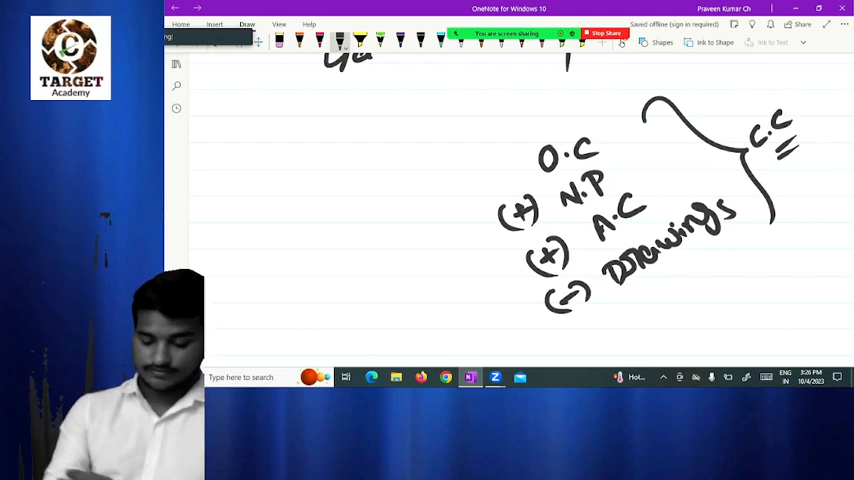 OneNote for Windows 10
Praveen Kumar Ch
Home Insert Draw View Help
Saved offline (sign in required)
Share
You are screen sharing
Stop Share
Shapes
Ink to Shape
Ink to Text
TARGET
Academy
C.C
O.C
(+) N.P
(+) A.C
(-) Drawings
Type here to search
Hot...
ENG
IN
3:26 PM
10/4/2023